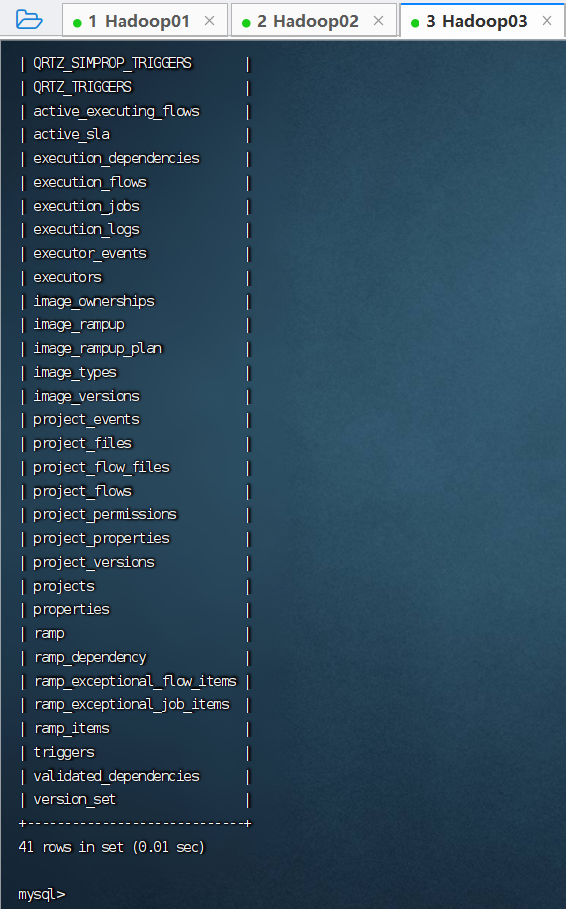 1 Hadoop01 × 2 Hadoop02 × 3 Hadoop03 ×
| QRTZ_SIMPROP_TRIGGERS |
| QRTZ_TRIGGERS |
| active_executing_flows |
| active_sla |
| execution_dependencies |
| execution_flows |
| execution_jobs |
| execution_logs |
| executor_events |
| executors |
| image_ownerships |
| image_rampup |
| image_rampup_plan |
| image_types |
| image_versions |
| project_events |
| project_files |
| project_flow_files |
| project_flows |
| project_permissions |
| project_properties |
| project_versions |
| projects |
| properties |
| ramp |
| ramp_dependency |
| ramp_exceptional_flow_items |
| ramp_exceptional_job_items |
| ramp_items |
| triggers |
| validated_dependencies |
| version_set |
+-----------------------------+
41 rows in set (0.01 sec)
mysql>